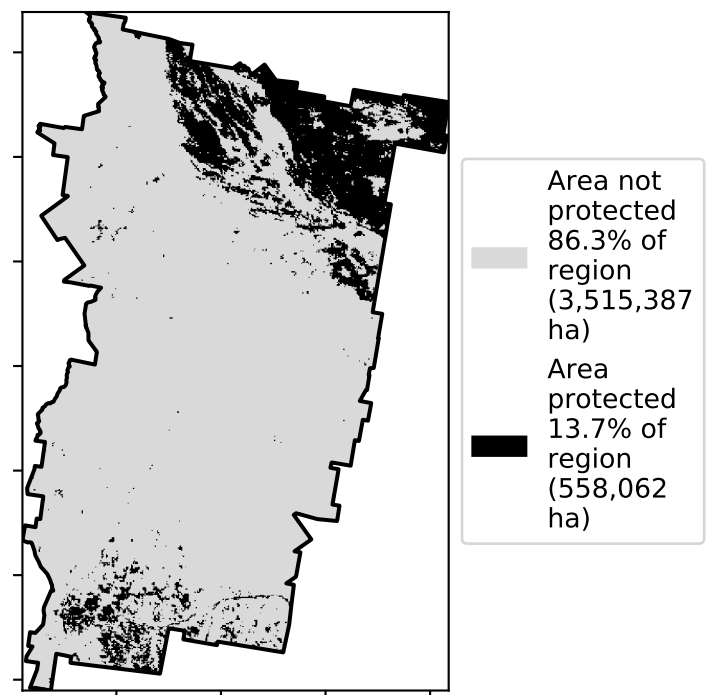 Area not
protected
86.3% of
region
(3,515,387
ha)
Area
protected
13.7% of
region
(558,062
ha)